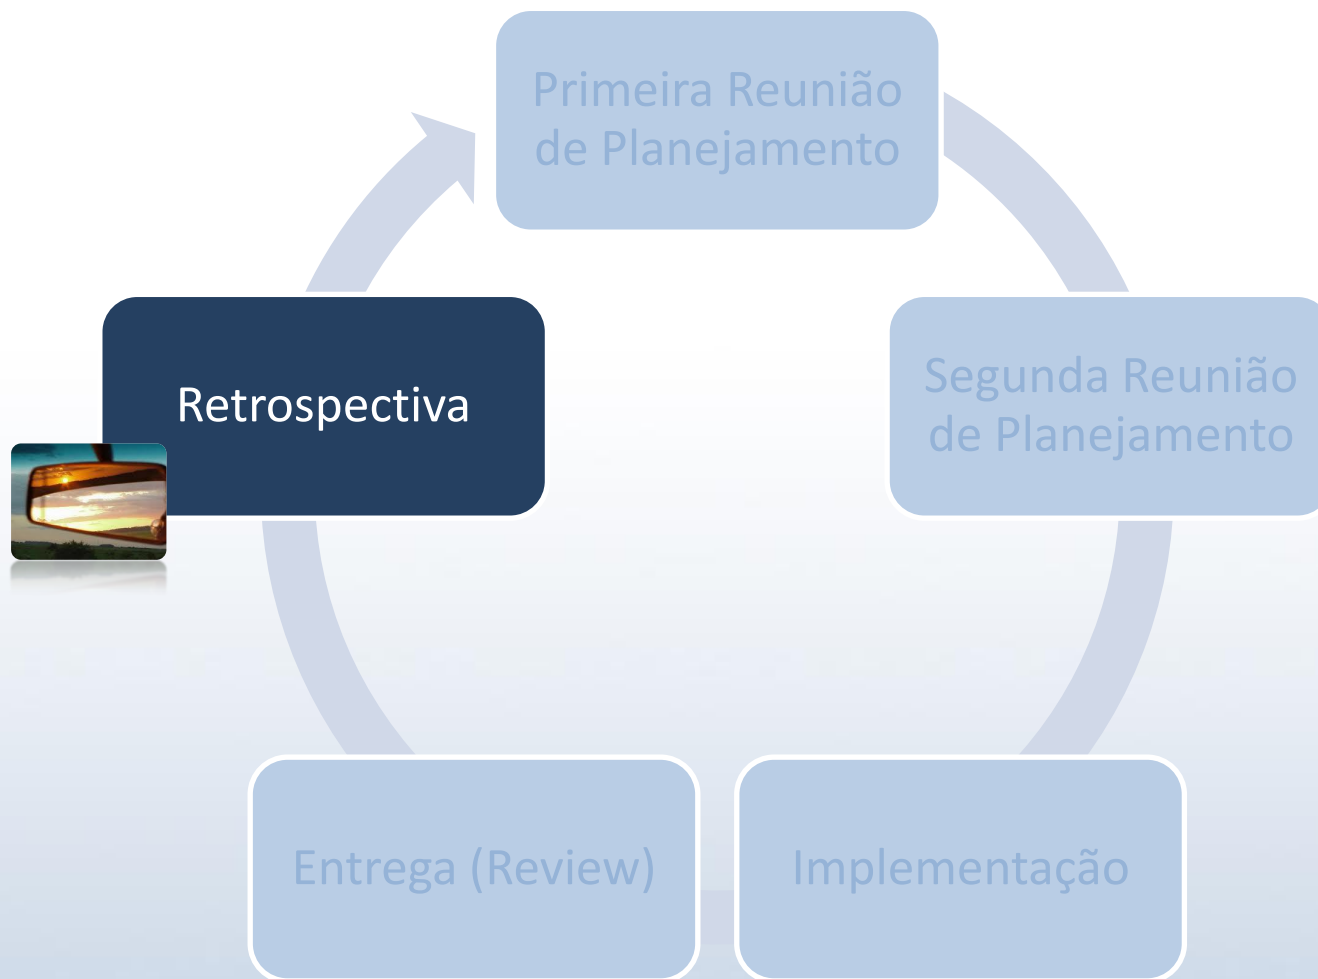 Primeira Reunião
de Planejamento
Segunda Reunião
de Planejamento
Implementação
Entrega (Review)
Retrospectiva